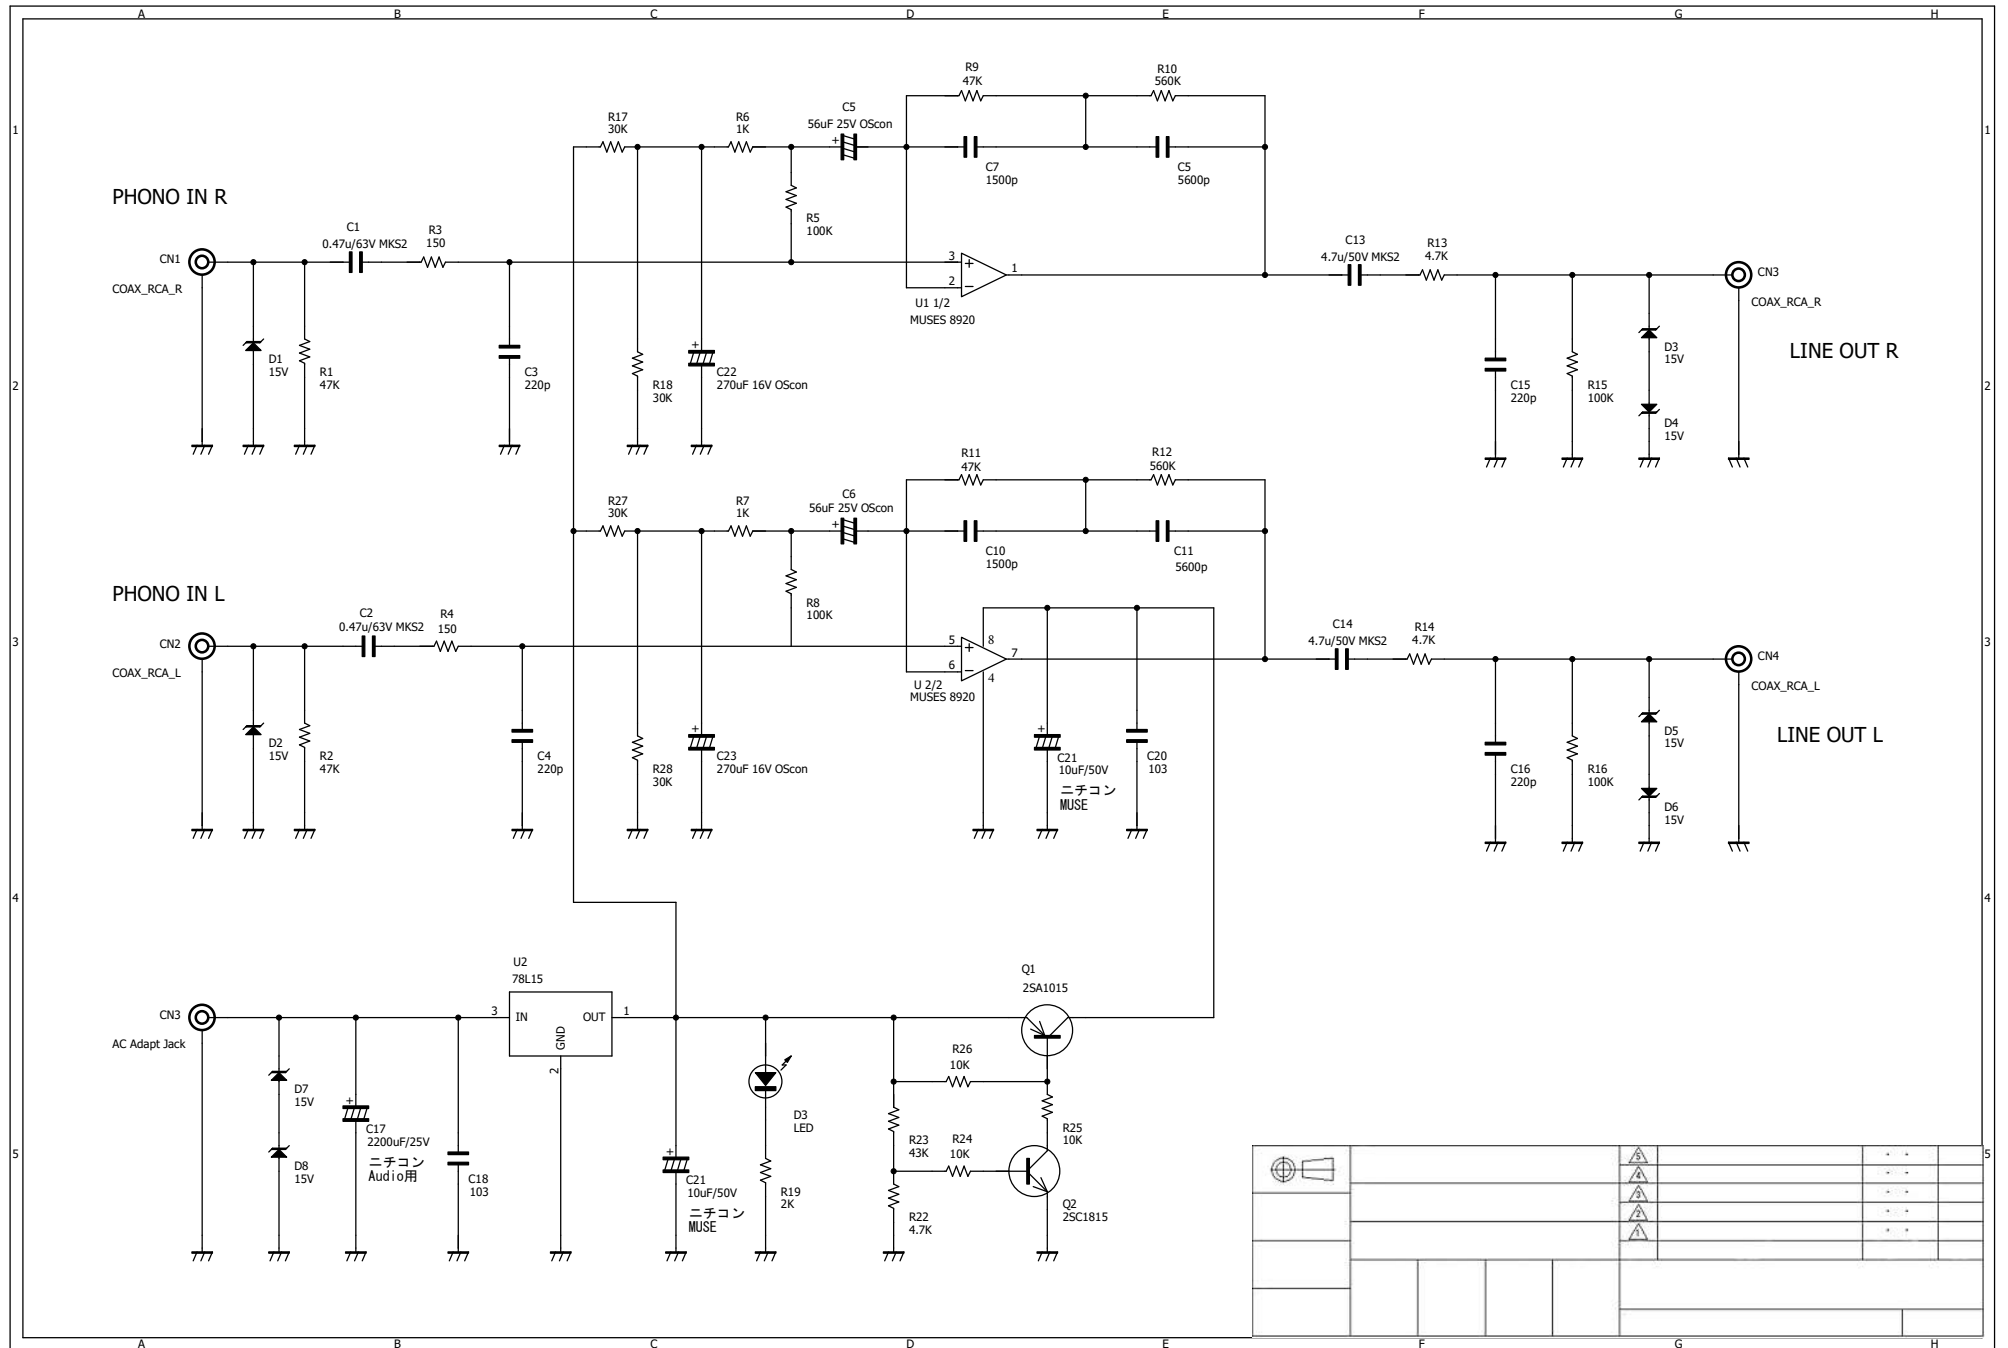 A B C D E F G H
1
R9
47K
R10
560K
C5
56uF 25V OScon
R17
30K
R6
1K
C7
1500p
C5
5600p
1
PHONO IN R
R5
100K
C1
0.47u/63V MKS2
R3
150
CN1
COAX_RCA_R
3
2
1
U1 1/2
MUSES 8920
C13
4.7u/50V MKS2
R13
4.7K
CN3
COAX_RCA_R
LINE OUT R
D1
15V
R1
47K
C3
220p
R18
30K
C22
270uF 16V OScon
C15
220p
R15
100K
D3
15V
D4
15V
2
2
R11
47K
R12
560K
C6
56uF 25V OScon
R27
30K
R7
1K
C10
1500p
C11
5600p
PHONO IN L
R8
100K
C2
0.47u/63V MKS2
R4
150
CN2
COAX_RCA_L
3
5
6
8
7
4
U 2/2
MUSES 8920
C14
4.7u/50V MKS2
R14
4.7K
CN4
COAX_RCA_L
3
LINE OUT L
D2
15V
R2
47K
C4
220p
R28
30K
C23
270uF 16V OScon
C21
10uF/50V
ニチコン
MUSE
C20
103
C16
220p
R16
100K
D5
15V
D6
15V
4
4
U2
78L15
Q1
2SA1015
CN3
AC Adapt Jack
3
IN
OUT
1
GND
2
R26
10K
D7
15V
D8
15V
C17
2200uF/25V
ニチコン
Audio用
C18
103
C21
10uF/50V
ニチコン
MUSE
D3
LED
R19
2K
R23
43K
R24
10K
R25
10K
R22
4.7K
Q2
2SC1815
5
5
5
4
3
2
1
A B C D E F G H